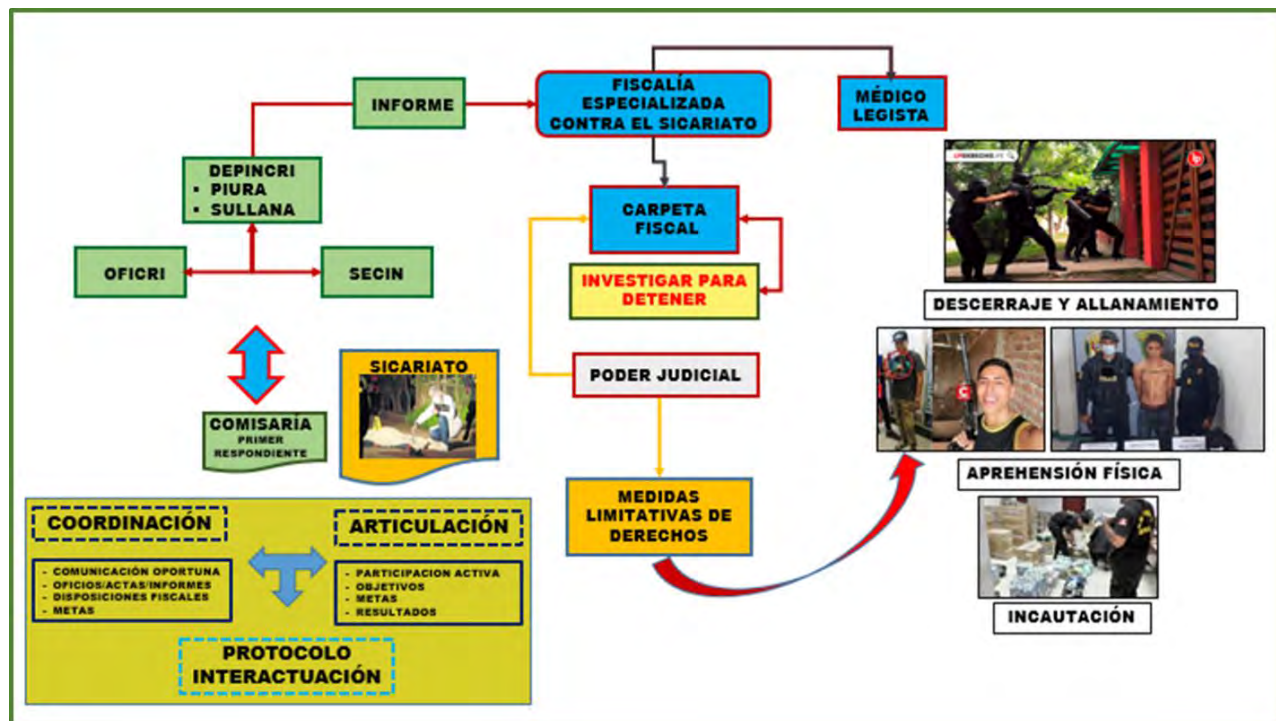 INFORME
FISCALÍA
ESPECIALIZADA
CONTRA EL SICARIATO
MÉDICO
LEGISTA
DEPINCRI
▪ PIURA
▪ SULLANA
OFICRI
SECIN
CARPETA
FISCAL
INVESTIGAR PARA
DETENER
DESCERRAJE Y ALLANAMIENTO
SICARIATO
PODER JUDICIAL
COMISARÍA
PRIMER
RESPONDIENTE
APREHENSIÓN FÍSICA
MEDIDAS
LIMITATIVAS DE
DERECHOS
INCAUTACIÓN
COORDINACIÓN
- COMUNICACIÓN OPORTUNA
- OFICIOS/ACTAS/INFORMES
- DISPOSICIONES FISCALES
- METAS
ARTICULACIÓN
- PARTICIPACION ACTIVA
- OBJETIVOS
- METAS
- RESULTADOS
PROTOCOLO
INTERACTUACIÓN